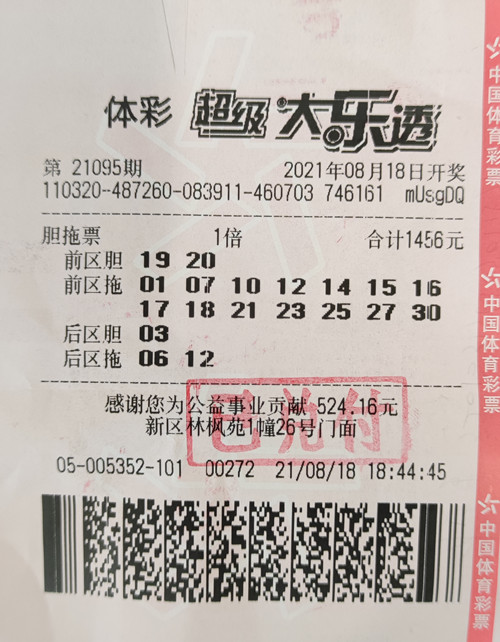 体彩 超级大乐透
第 21095期 2021年08月18日开奖
110320-487260-083911-460703 746161 mUsgDQ
胆拖票 1倍 合计1456元
前区胆 19 20
前区拖 01 07 10 12 14 15 16
17 18 21 23 25 27 30
后区胆 03
后区拖 06 12
感谢您为公益事业贡献 524.16元
新区林枫苑1幢26号门面
已兑付
05-005352-101 00272 21/08/18 18:44:45
中国体育彩票
中国体育彩票
中国体育彩票